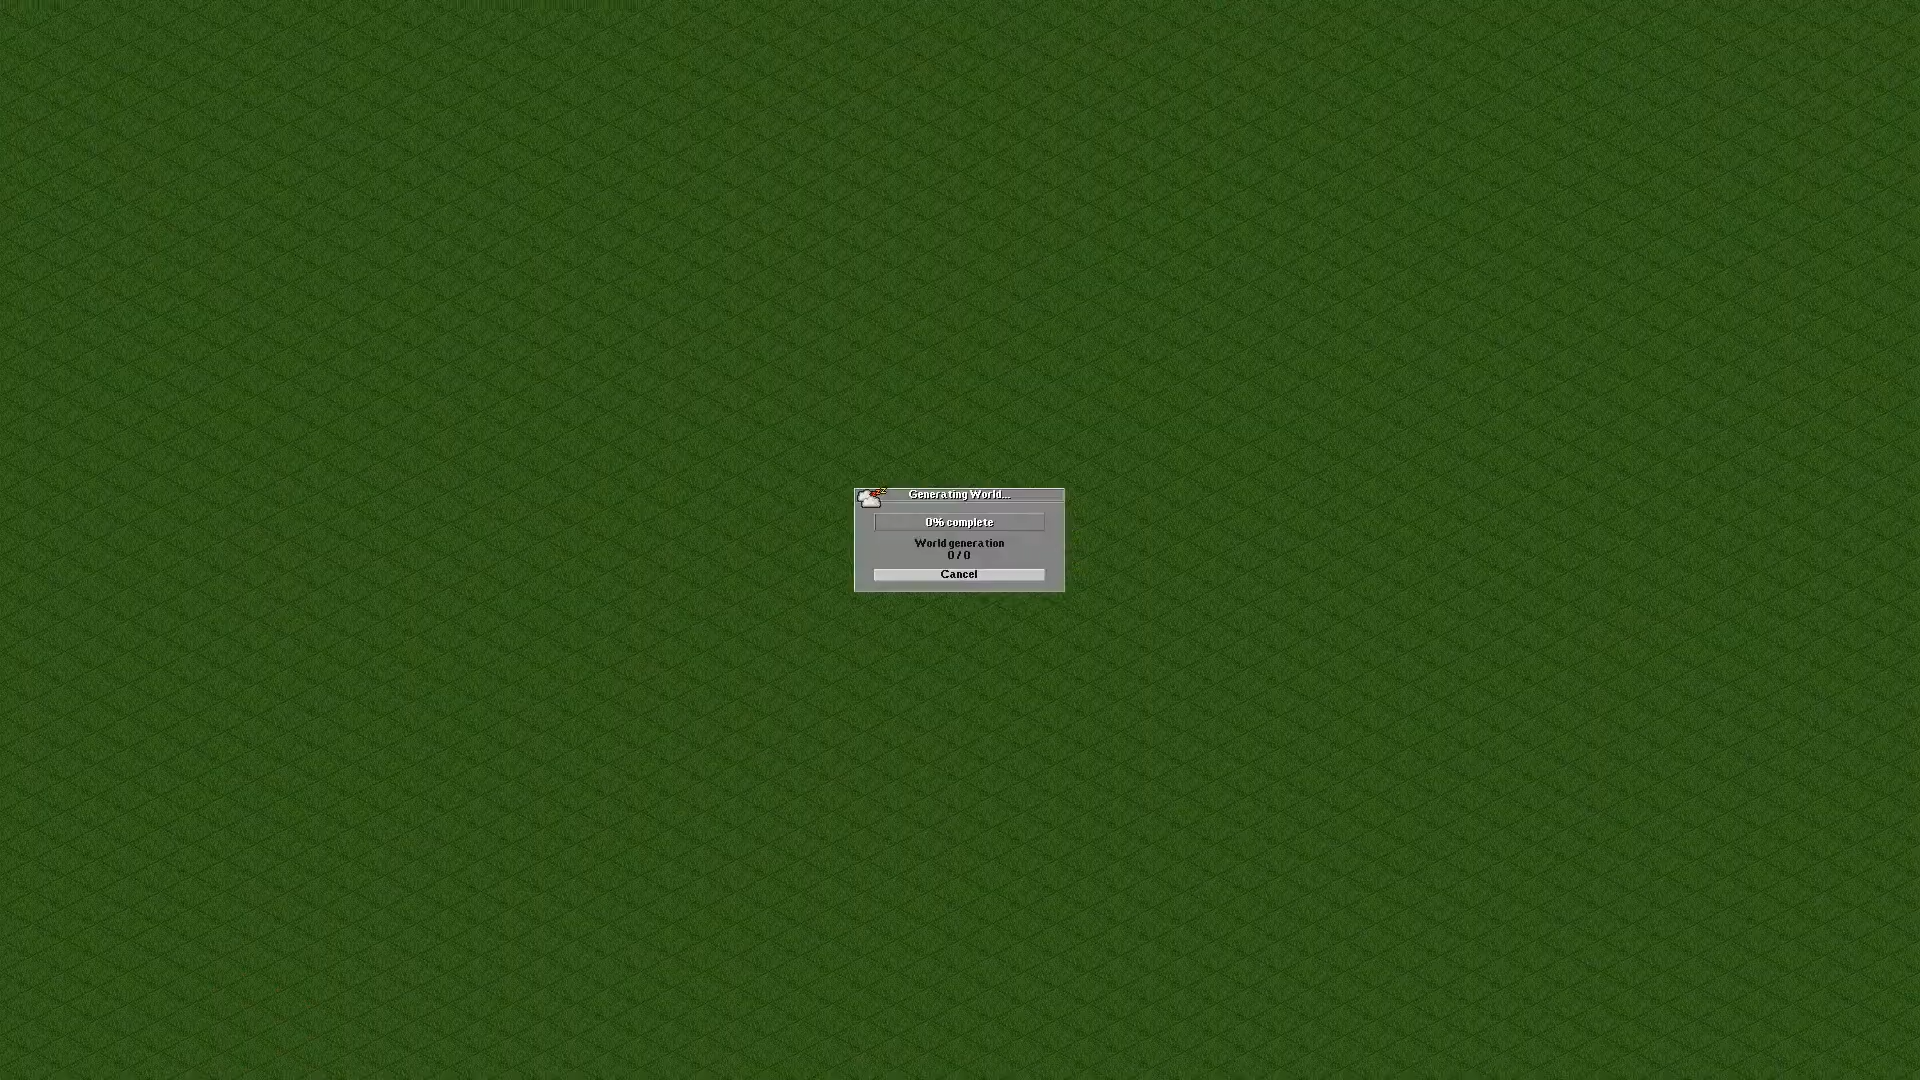 Generating World...
0% complete
World generation
0 / 0
Cancel